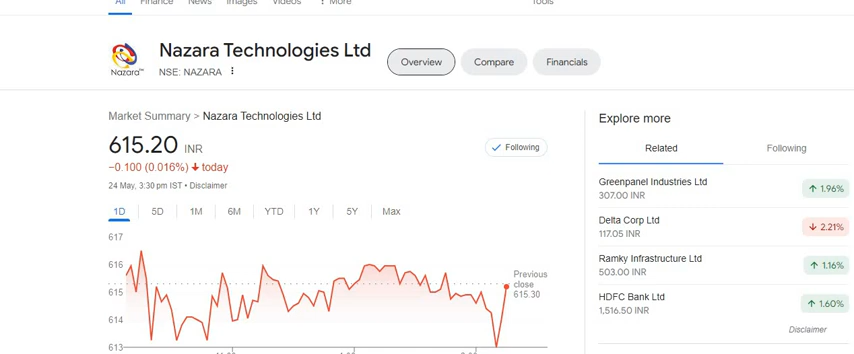 All Finance News Images Videos ⋮ More Tools
Nazara Technologies Ltd
NSE: NAZARA ⋮
Nazara™
Overview Compare Financials
Market Summary > Nazara Technologies Ltd
615.20 INR
✓ Following
−0.100 (0.016%) ↓ today
24 May, 3:30 pm IST • Disclaimer
1D 5D 1M 6M YTD 1Y 5Y Max
617
616
615
614
613
Previous
close
615.30
Explore more
Related Following
Greenpanel Industries Ltd
307.00 INR
↑ 1.96%
Delta Corp Ltd
117.05 INR
↓ 2.21%
Ramky Infrastructure Ltd
503.00 INR
↑ 1.16%
HDFC Bank Ltd
1,516.50 INR
↑ 1.60%
Disclaimer